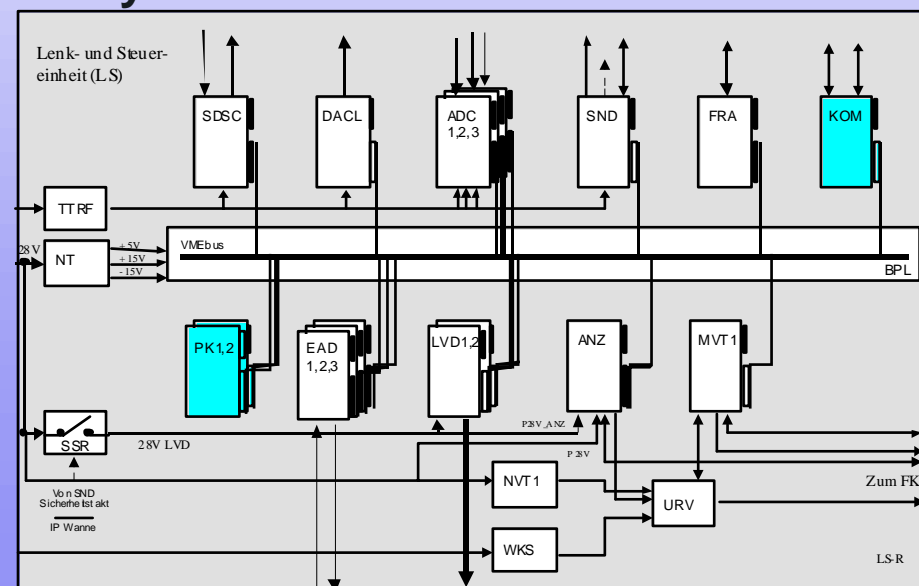 Lenk- und Steuer-
einheit (LS)
SDSC
DACL
ADC
1,2,3
SND
FRA
KOM
TTRF
28V
NT
+5V
+15V
-15V
VMEbus
BPL
PK1,2
EAD
1,2,3
LVD1,2
ANZ
MVT1
SSR
28V LVD
P28V_ANZ
P 28V
Von SND
Sicherheitstakt
IP Wanne
NVT1
URV
Zum FK
WKS
LS-R